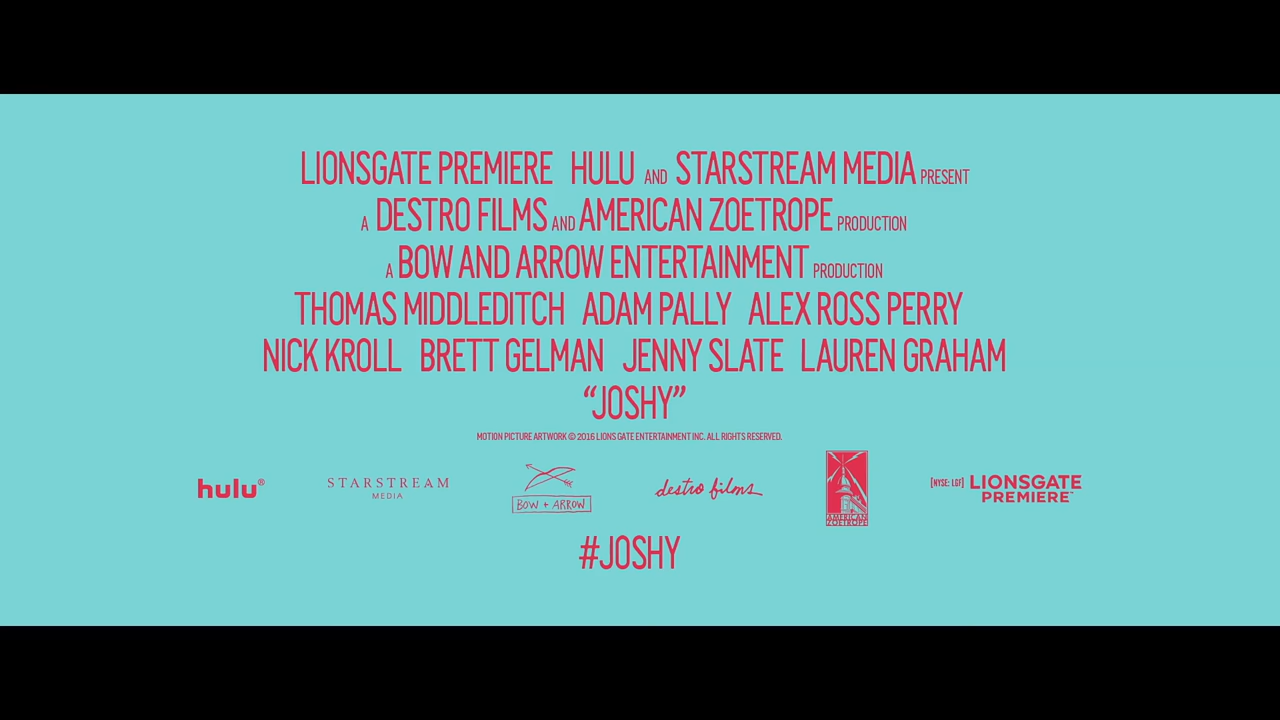 LIONSGATE PREMIERE HULU AND STARSTREAM MEDIA PRESENT
A DESTRO FILMS AND AMERICAN ZOETROPE PRODUCTION
A BOW AND ARROW ENTERTAINMENT PRODUCTION
THOMAS MIDDLEDITCH ADAM PALLY ALEX ROSS PERRY
NICK KROLL BRETT GELMAN JENNY SLATE LAUREN GRAHAM
“JOSHY”
MOTION PICTURE ARTWORK © 2016 LIONS GATE ENTERTAINMENT INC. ALL RIGHTS RESERVED.
hulu®
STARSTREAM
MEDIA
BOW + ARROW
destro films
AMERICAN
ZOETROPE
[NYSE: LGF] LIONSGATE
PREMIERE™
#JOSHY